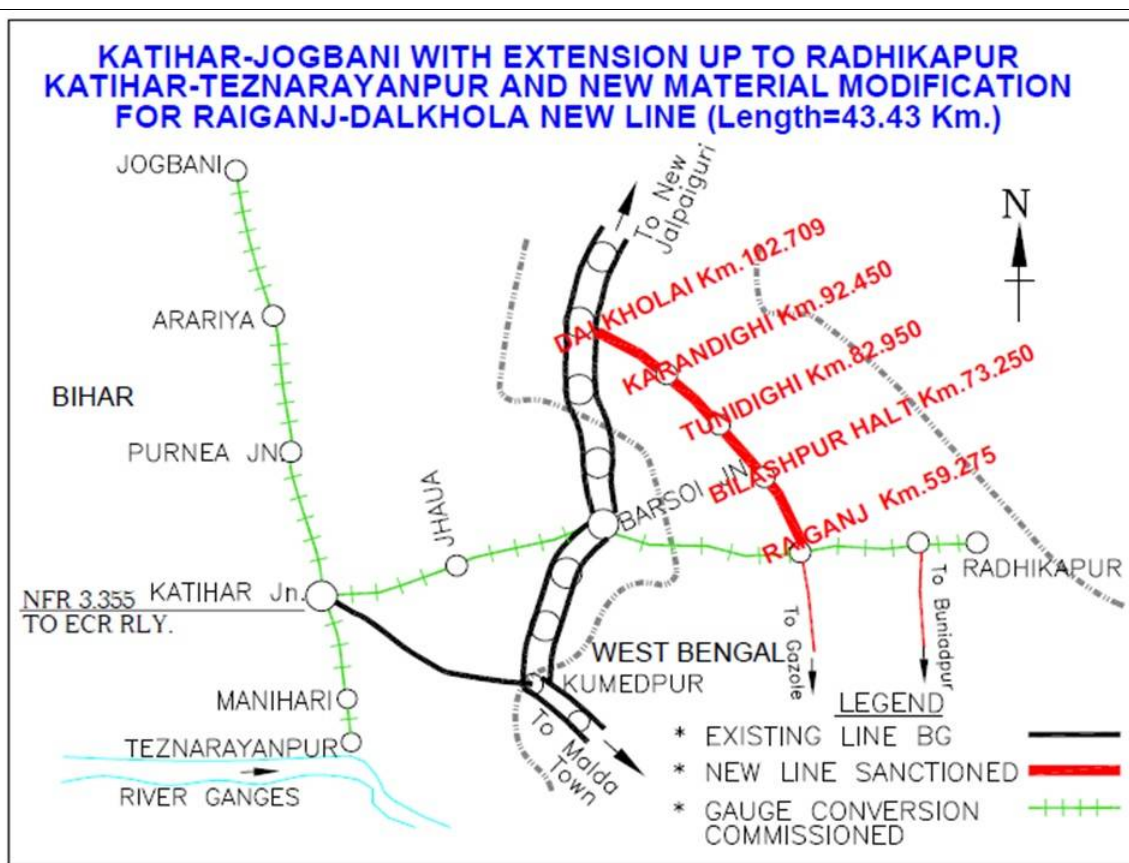 KATIHAR-JOGBANI WITH EXTENSION UP TO RADHIKAPUR
KATIHAR-TEZNARAYANPUR AND NEW MATERIAL MODIFICATION
FOR RAIGANJ-DALKHOLA NEW LINE (Length=43.43 Km.)
JOGBANI
To New
Jalpaiguri
N
DALKHOLAI Km.102.709
ARARIYA
KARANDIGHI Km.92.450
TUNIDIGHI Km.82.950
BIHAR
BILASHPUR HALT Km.73.250
PURNEA JN.
BARSOI JN.
JHAUA
RAIGANJ Km.59.275
RADHIKAPUR
NFR 3.355
TO ECR RLY.
KATIHAR Jn.
To Gazole
To Buniadpur
WEST BENGAL
KUMEDPUR
MANIHARI
TEZNARAYANPUR
To Malda
Town
RIVER GANGES
LEGEND
* EXISTING LINE BG
* NEW LINE SANCTIONED
* GAUGE CONVERSION
COMMISSIONED